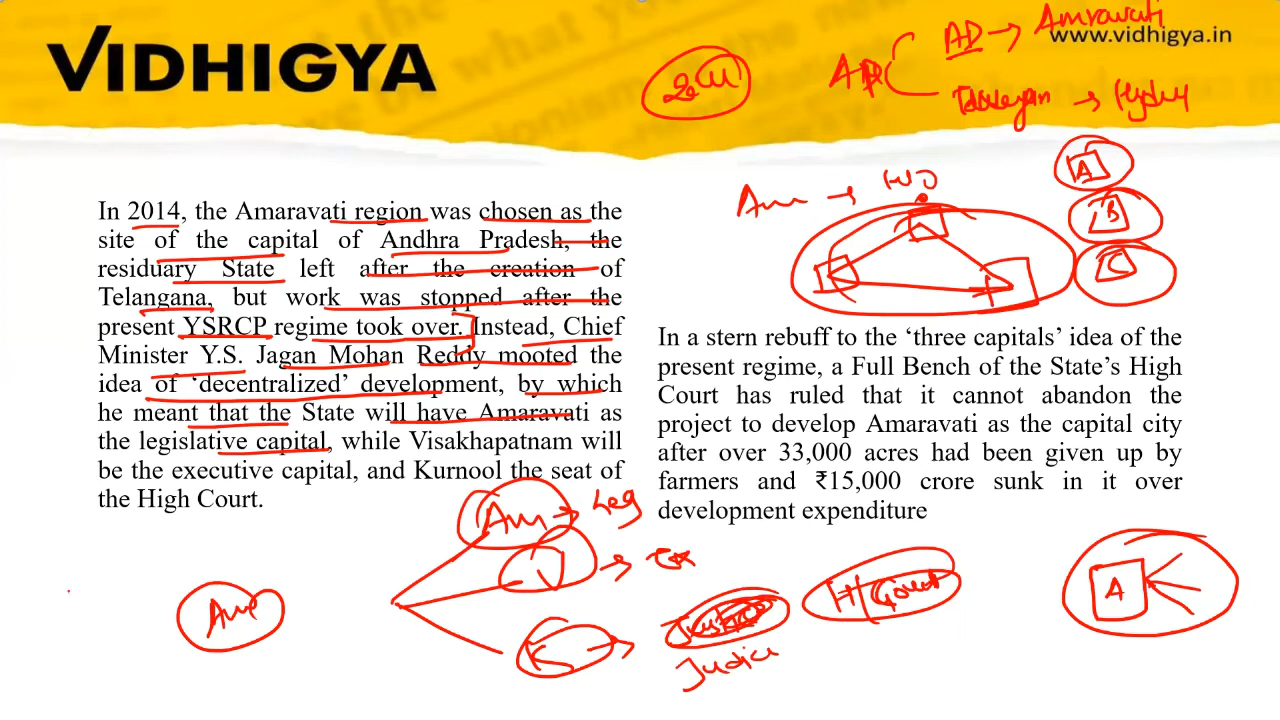 VIDHIGYA
www.vidhigya.in
Amravati
AP
AP →
→
2014
A
B
C
Am →
In 2014, the Amaravati region was chosen as the
site of the capital of Andhra Pradesh, the
residuary State left after the creation of
Telangana, but work was stopped after the
present YSRCP regime took over. Instead, Chief
Minister Y.S. Jagan Mohan Reddy mooted the
idea of ‘decentralized’ development, by which
he meant that the State will have Amaravati as
the legislative capital, while Visakhapatnam will
be the executive capital, and Kurnool the seat of
the High Court.
In a stern rebuff to the ‘three capitals’ idea of the
present regime, a Full Bench of the State’s High
Court has ruled that it cannot abandon the
project to develop Amaravati as the capital city
after over 33,000 acres had been given up by
farmers and ₹15,000 crore sunk in it over
development expenditure
Am → Leg
V → Ex
K →
H/Court
A